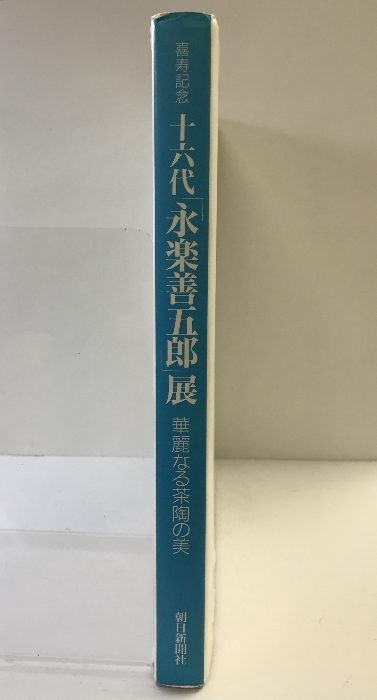 喜寿記念
十六代「永楽善五郎」展
華麗なる茶陶の美
朝日新聞社